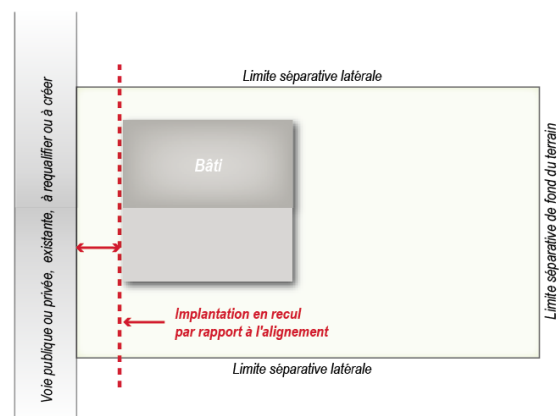 Limite séparative latérale
Voie publique ou privée, existante, à requalifier ou à créer
Bâti
Limite séparative de fond du terrain
Implantation en recul
par rapport à l'alignement
Limite séparative latérale